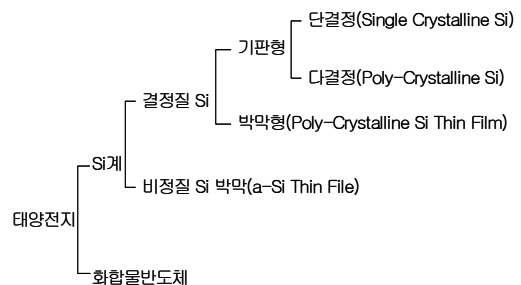 단결정(Single Crystalline Si)
기판형
다결정(Poly-Crystalline Si)
결정질 Si
박막형(Poly-Crystalline Si Thin Film)
Si계
비정질 Si 박막(a-Si Thin File)
태양전지
화합물반도체